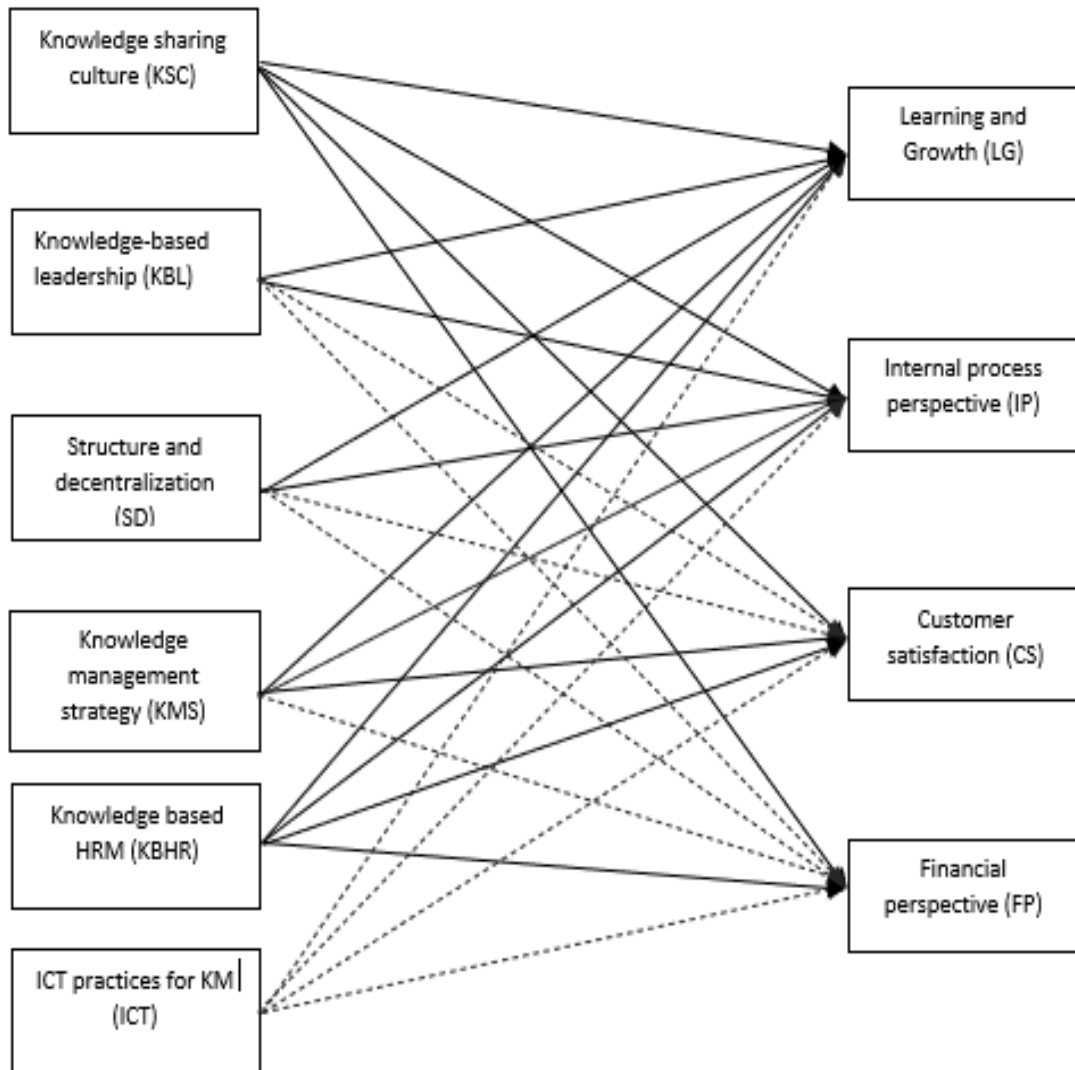 Knowledge sharing
culture (KSC)
Knowledge-based
leadership (KBL)
Structure and
decentralization
(SD)
Knowledge
management
strategy (KMS)
Knowledge based
HRM (KBHR)
ICT practices for KM
(ICT)
Learning and
Growth (LG)
Internal process
perspective (IP)
Customer
satisfaction (CS)
Financial
perspective (FP)